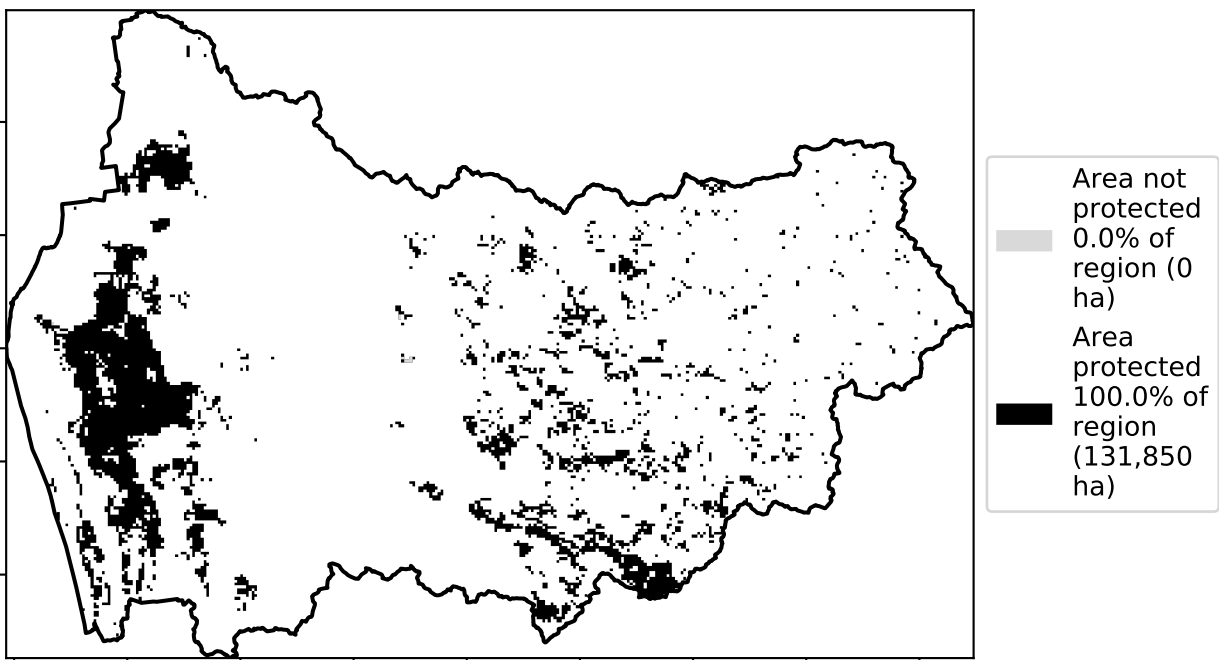 Area not
protected
0.0% of
region (0
ha)
Area
protected
100.0% of
region
(131,850
ha)